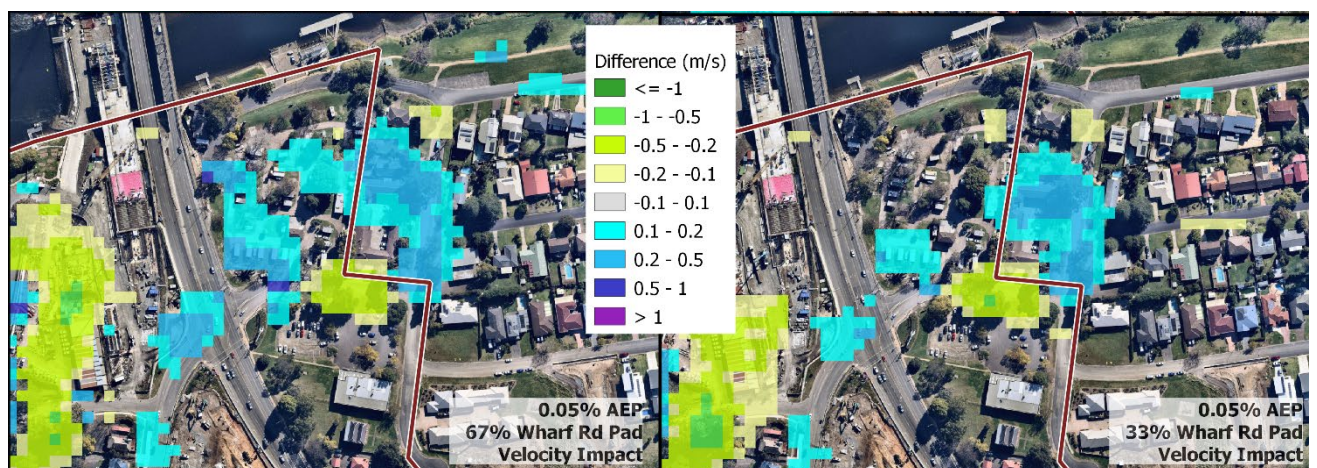 Difference (m/s)
<= -1
-1 - -0.5
-0.5 - -0.2
-0.2 - -0.1
-0.1 - 0.1
0.1 - 0.2
0.2 - 0.5
0.5 - 1
> 1
0.05% AEP
67% Wharf Rd Pad
Velocity Impact
0.05% AEP
33% Wharf Rd Pad
Velocity Impact